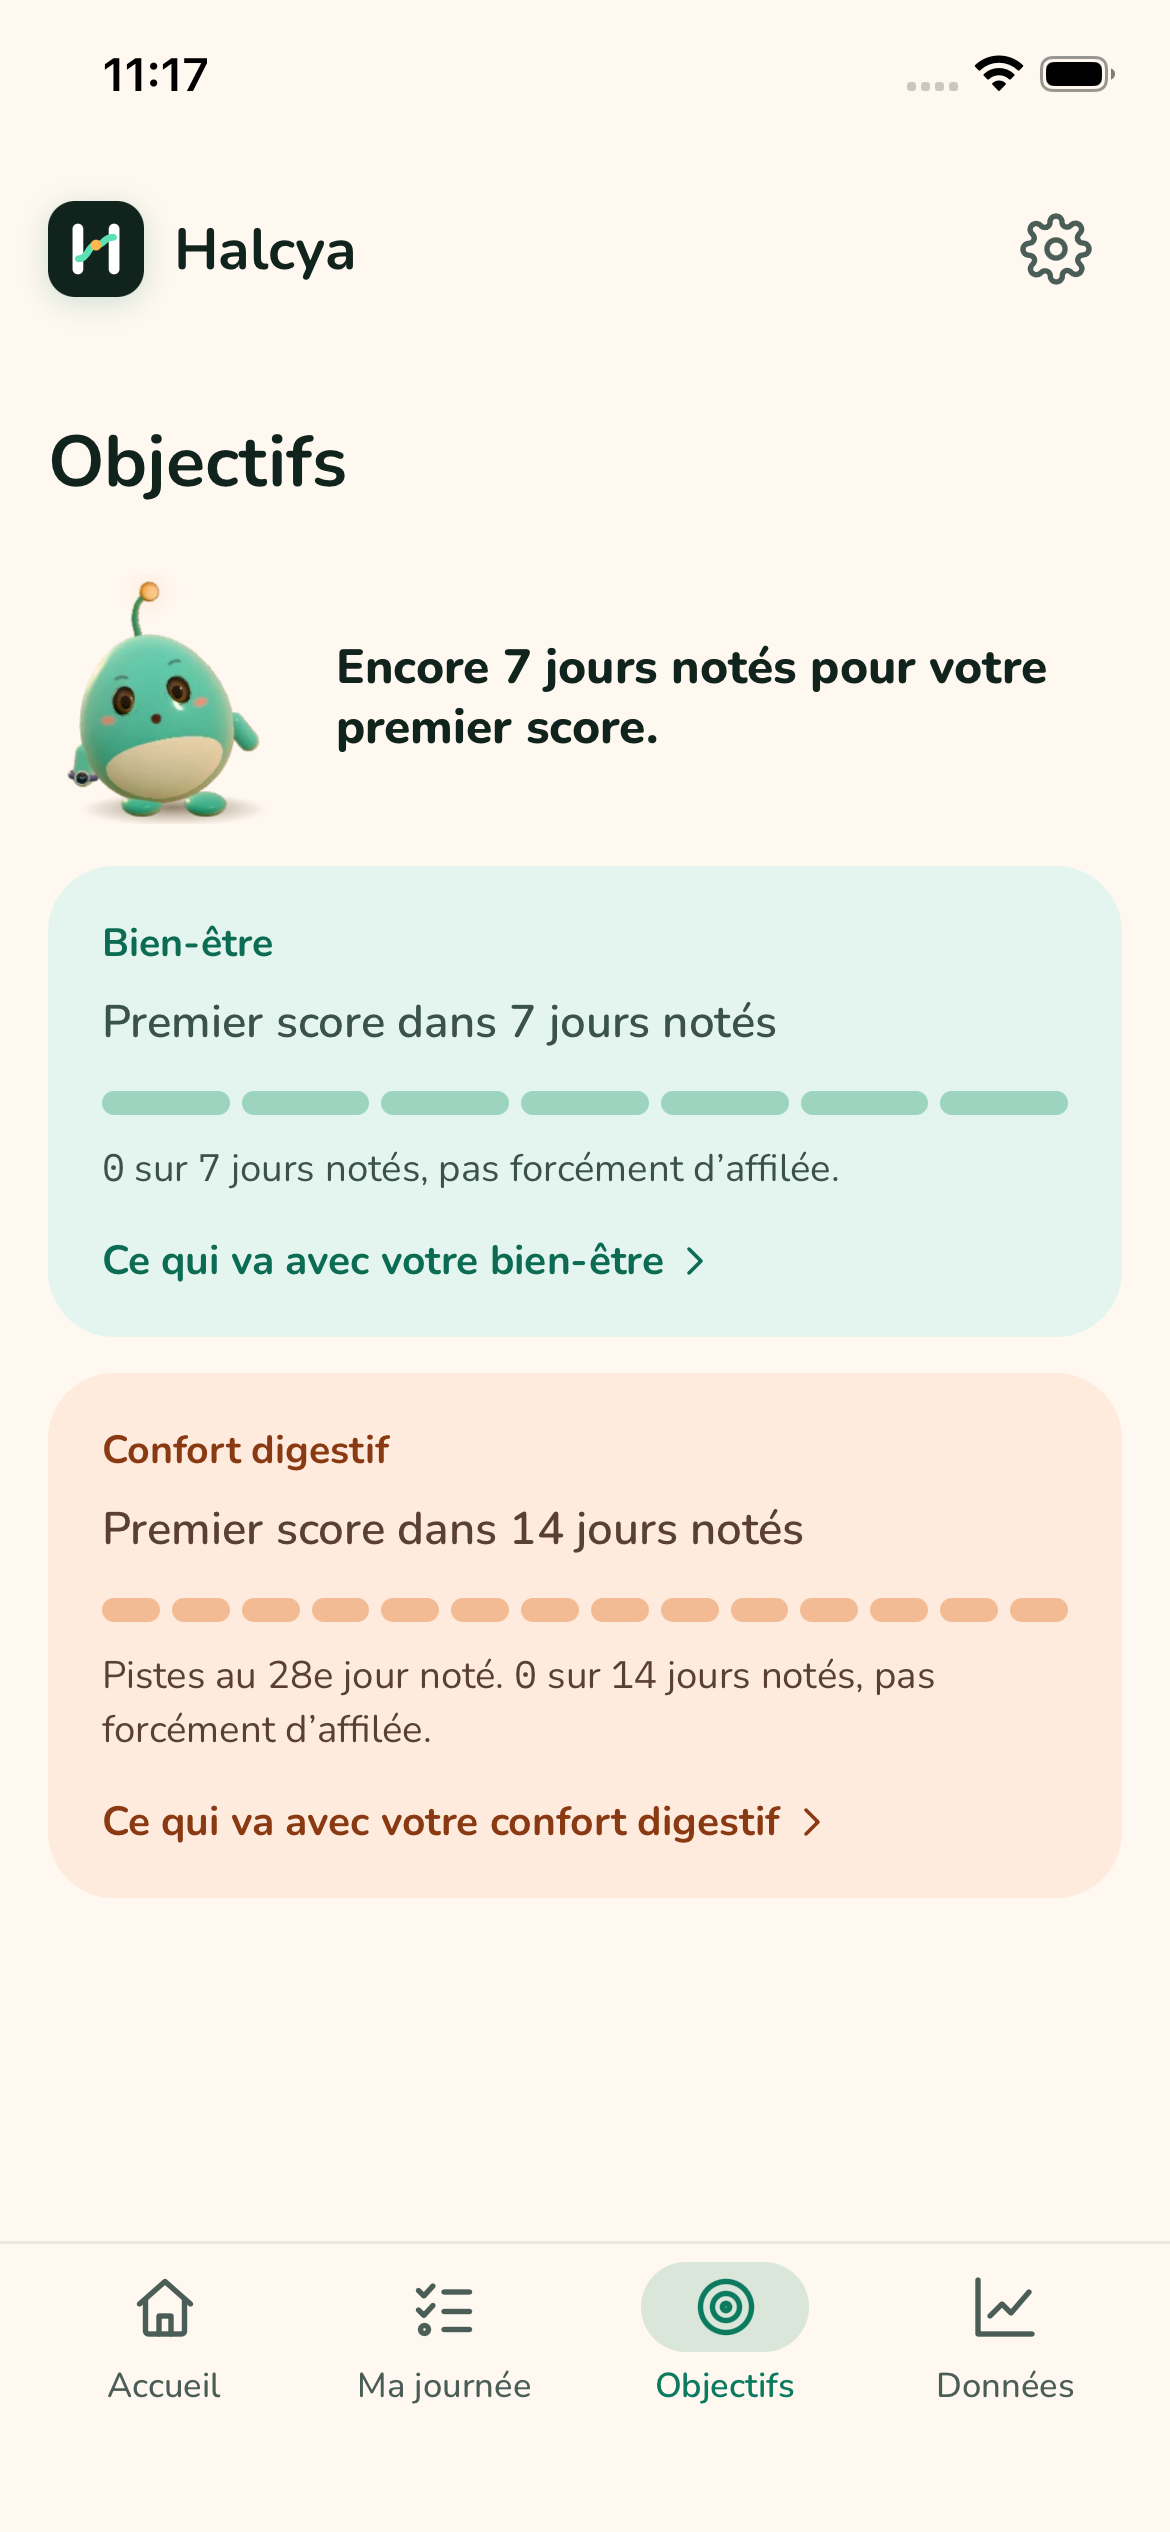 11:17
Halcya
Objectifs
Encore 7 jours notés pour votre
premier score.
Bien-être
Premier score dans 7 jours notés
0 sur 7 jours notés, pas forcément d’affilée.
Ce qui va avec votre bien-être
Confort digestif
Premier score dans 14 jours notés
Pistes au 28e jour noté. 0 sur 14 jours notés, pas
forcément d’affilée.
Ce qui va avec votre confort digestif
Accueil
Ma journée
Objectifs
Données